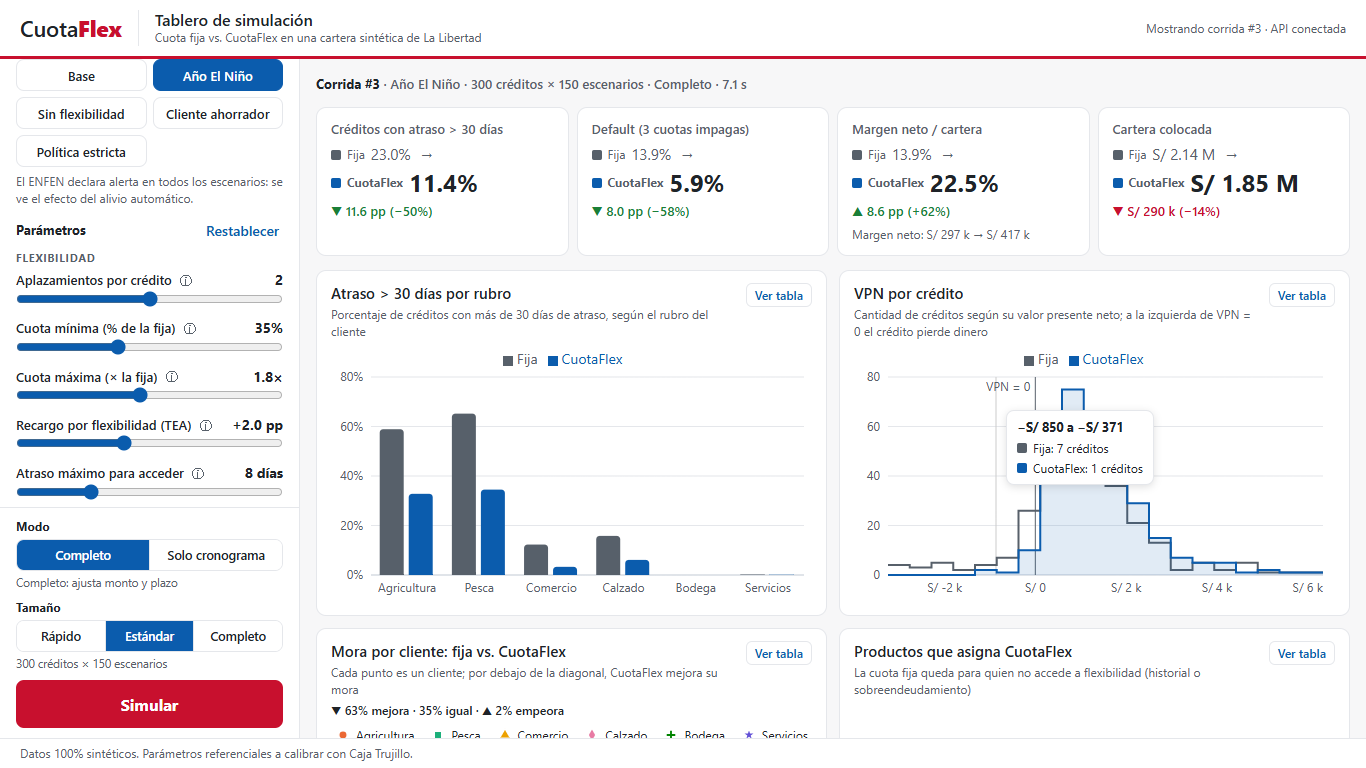 CuotaFlex
Tablero de simulación
Cuota fija vs. CuotaFlex en una cartera sintética de La Libertad
Mostrando corrida #3 · API conectada
Base
Año El Niño
Sin flexibilidad
Cliente ahorrador
Política estricta
El ENFEN declara alerta en todos los escenarios: se
ve el efecto del alivio automático.
Parámetros
Restablecer
FLEXIBILIDAD
Aplazamientos por crédito ⓘ 2
Cuota mínima (% de la fija) ⓘ 35%
Cuota máxima (× la fija) ⓘ 1.8×
Recargo por flexibilidad (TEA) ⓘ +2.0 pp
Atraso máximo para acceder ⓘ 8 días
Modo
Completo
Solo cronograma
Completo: ajusta monto y plazo
Tamaño
Rápido
Estándar
Completo
300 créditos × 150 escenarios
Simular
Corrida #3 · Año El Niño · 300 créditos × 150 escenarios · Completo · 7.1 s
Créditos con atraso > 30 días
Fija 23.0% →
CuotaFlex 11.4%
▼ 11.6 pp (−50%)
Default (3 cuotas impagas)
Fija 13.9% →
CuotaFlex 5.9%
▼ 8.0 pp (−58%)
Margen neto / cartera
Fija 13.9% →
CuotaFlex 22.5%
▲ 8.6 pp (+62%)
Margen neto: S/ 297 k → S/ 417 k
Cartera colocada
Fija S/ 2.14 M →
CuotaFlex S/ 1.85 M
▼ S/ 290 k (−14%)
Atraso > 30 días por rubro
Ver tabla
Porcentaje de créditos con más de 30 días de atraso, según el rubro del
cliente
Fija CuotaFlex
80%
60%
40%
20%
0%
Agricultura Pesca Comercio Calzado Bodega Servicios
VPN por crédito
Ver tabla
Cantidad de créditos según su valor presente neto; a la izquierda de VPN =
0 el crédito pierde dinero
Fija CuotaFlex
80
60
40
20
0
VPN = 0
−S/ 850 a −S/ 371
Fija: 7 créditos
CuotaFlex: 1 créditos
S/ -2 k S/ 0 S/ 2 k S/ 4 k S/ 6 k
Mora por cliente: fija vs. CuotaFlex
Ver tabla
Cada punto es un cliente; por debajo de la diagonal, CuotaFlex mejora su
mora
▼ 63% mejora · 35% igual · ▲ 2% empeora
Agricultura Pesca Comercio Calzado Bodega Servicios
Productos que asigna CuotaFlex
Ver tabla
La cuota fija queda para quien no accede a flexibilidad (historial o
sobreendeudamiento)
Datos 100% sintéticos. Parámetros referenciales a calibrar con Caja Trujillo.